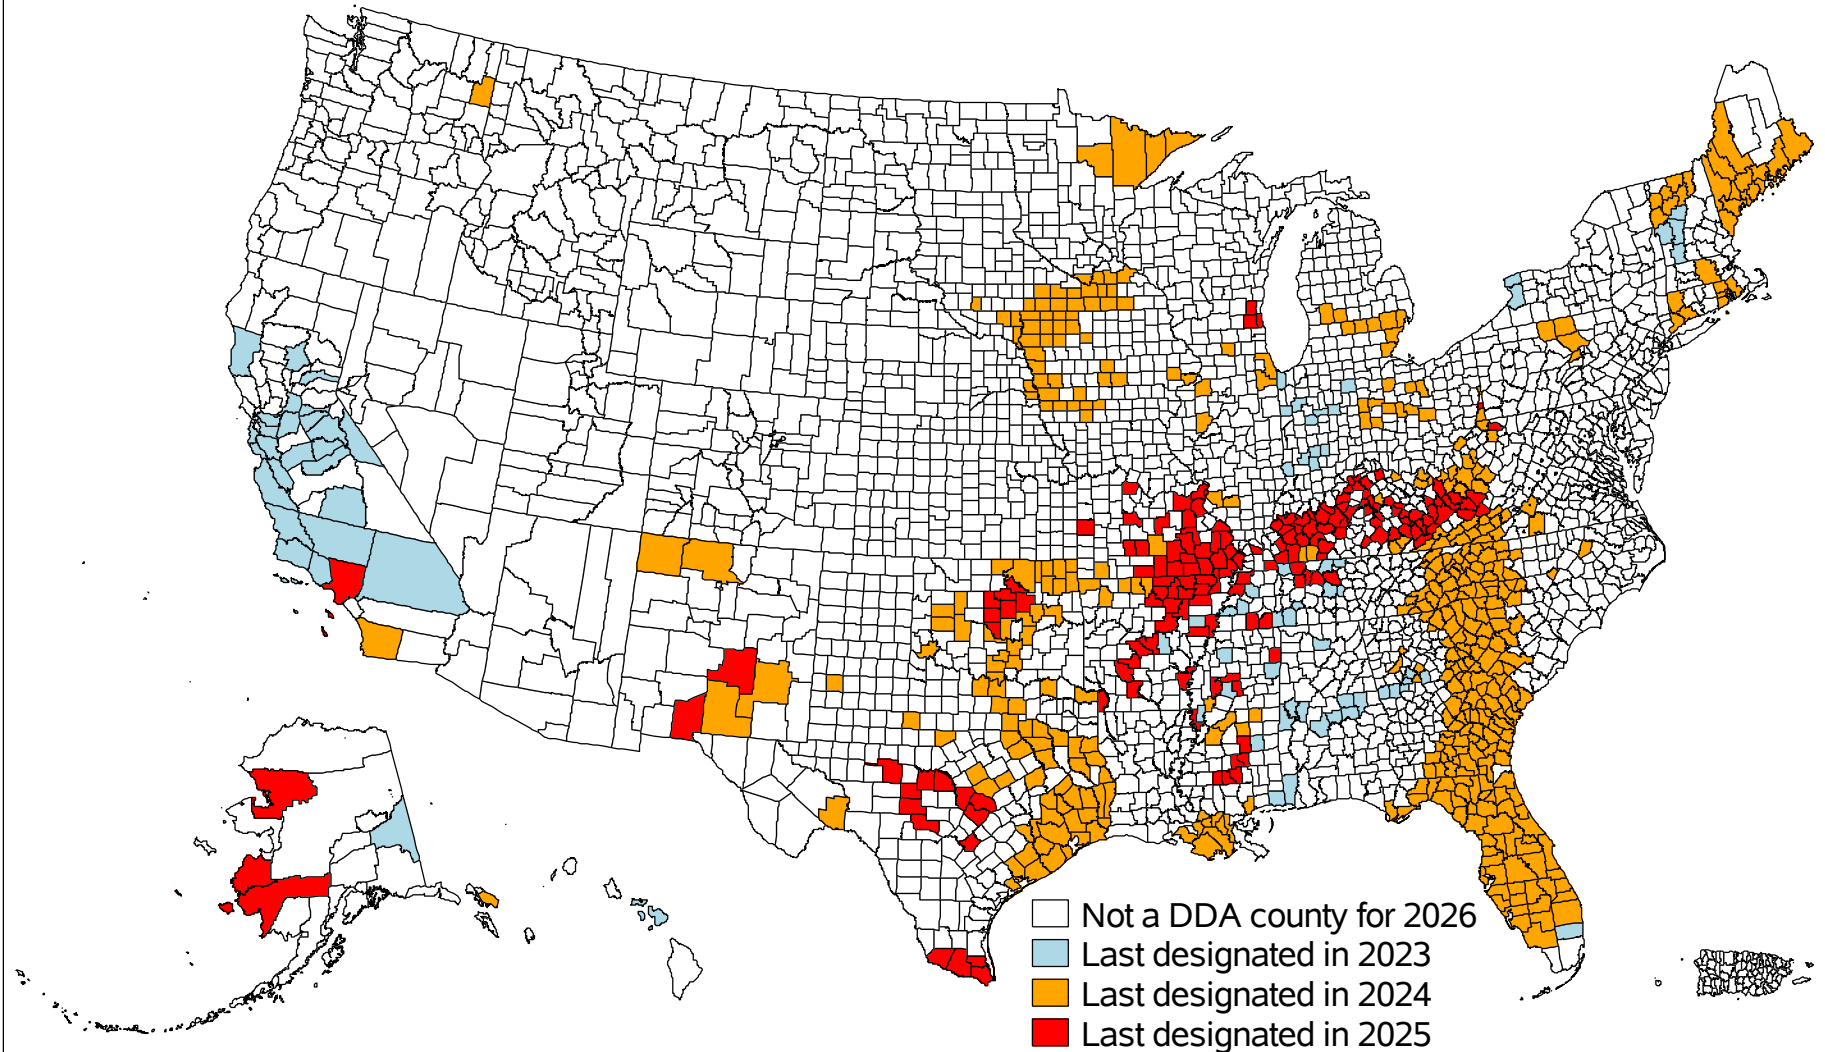 Not a DDA county for 2026
Last designated in 2023
Last designated in 2024
Last designated in 2025